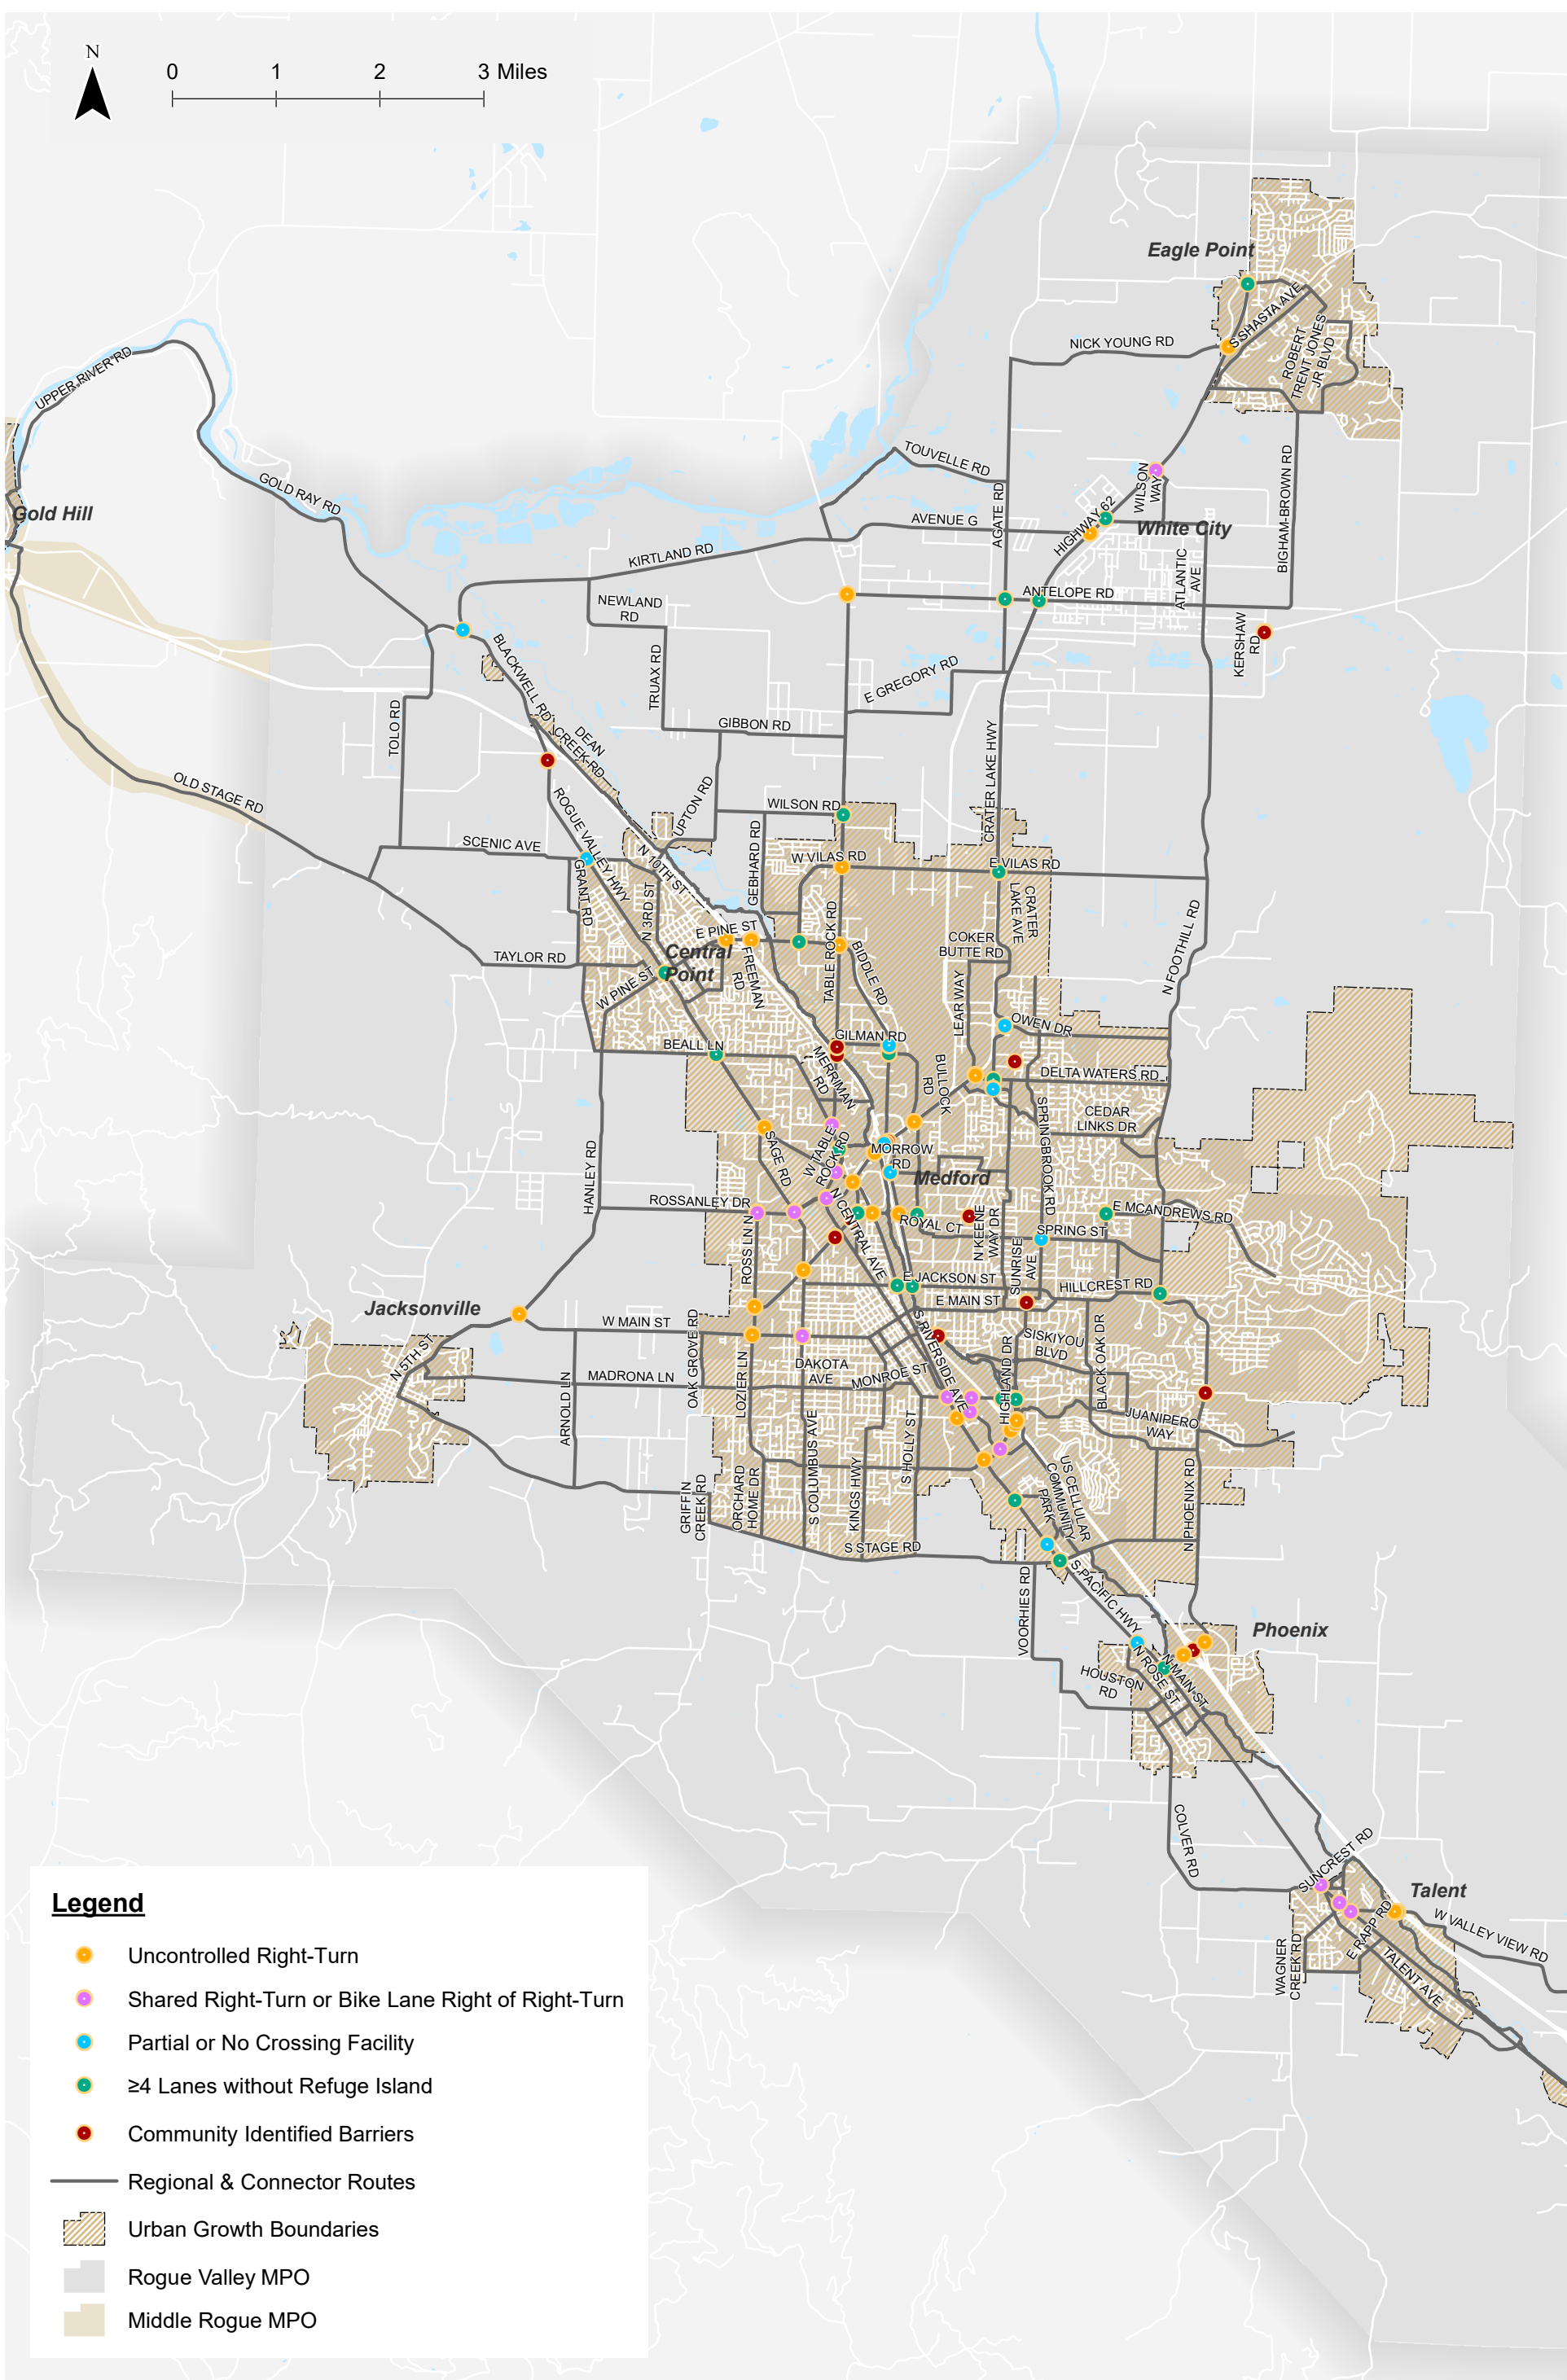 N
0
1
2
3 Miles
Eagle Point
S SHASTA AVE
NICK YOUNG RD
ROBERT
TRENT JONES
JR BLVD
UPPER RIVER RD
TOUVELLE RD
GOLD RAY RD
AGATE RD
WILSON
WAY
BIGHAM-BROWN RD
Gold Hill
AVENUE G
HIGHWAY 62
White City
KIRTLAND RD
ATLANTIC
AVE
ANTELOPE RD
NEWLAND
RD
KERSHAW
RD
BLACKWELL RD
TRUAX RD
E GREGORY RD
TOLO RD
GIBBON RD
DEAN
CREEK RD
CRATER LAKE HWY
OLD STAGE RD
UPTON RD
ROGUE VALLEY HWY
WILSON RD
SCENIC AVE
GEBHARD RD
N 10TH ST
W VILAS RD
E VILAS RD
GRANT RD
N 3RD ST
CRATER
LAKE AVE
TABLE ROCK RD
N FOOTHILL RD
E PINE ST
Central
Point
COKER
BUTTE RD
TAYLOR RD
FREEMAN
RD
BIDDLE RD
W PINE ST
LEAR WAY
OWEN DR
GILMAN RD
BEALL LN
MERRIMAN
RD
BULLOCK
RD
DELTA WATERS RD
CEDAR
LINKS DR
SPRINGBROOK RD
HANLEY RD
SAGE RD
W TABLE
ROCK RD
MORROW
RD
Medford
ROSSANLEY DR
N CENTRAL AVE
ROYAL CT
N KEENE
WAY DR
E MCANDREWS RD
SPRING ST
ROSS LN N
SUNRISE
AVE
E JACKSON ST
HILLCREST RD
E MAIN ST
Jacksonville
W MAIN ST
OAK GROVE RD
S RIVERSIDE AVE
SISKIYOU
BLVD
BLACK OAK DR
N 5TH ST
MADRONA LN
LOZIER LN
DAKOTA
AVE
MONROE ST
HIGHLAND DR
ARNOLD LN
JUANIPERO
WAY
S COLUMBUS AVE
S HOLLY ST
KINGS HWY
GRIFFIN
CREEK RD
ORCHARD
HOME DR
US CELLULAR
COMMUNITY
PARK
N PHOENIX RD
S STAGE RD
VOORHIES RD
S PACIFIC HWY
Phoenix
N MAIN ST
N ROSE ST
HOUSTON
RD
COLVER RD
SUNCREST RD
Talent
W VALLEY VIEW RD
E RAPP RD
WAGNER
CREEK RD
TALENT AVE
Legend
Uncontrolled Right-Turn
Shared Right-Turn or Bike Lane Right of Right-Turn
Partial or No Crossing Facility
≥4 Lanes without Refuge Island
Community Identified Barriers
Regional & Connector Routes
Urban Growth Boundaries
Rogue Valley MPO
Middle Rogue MPO